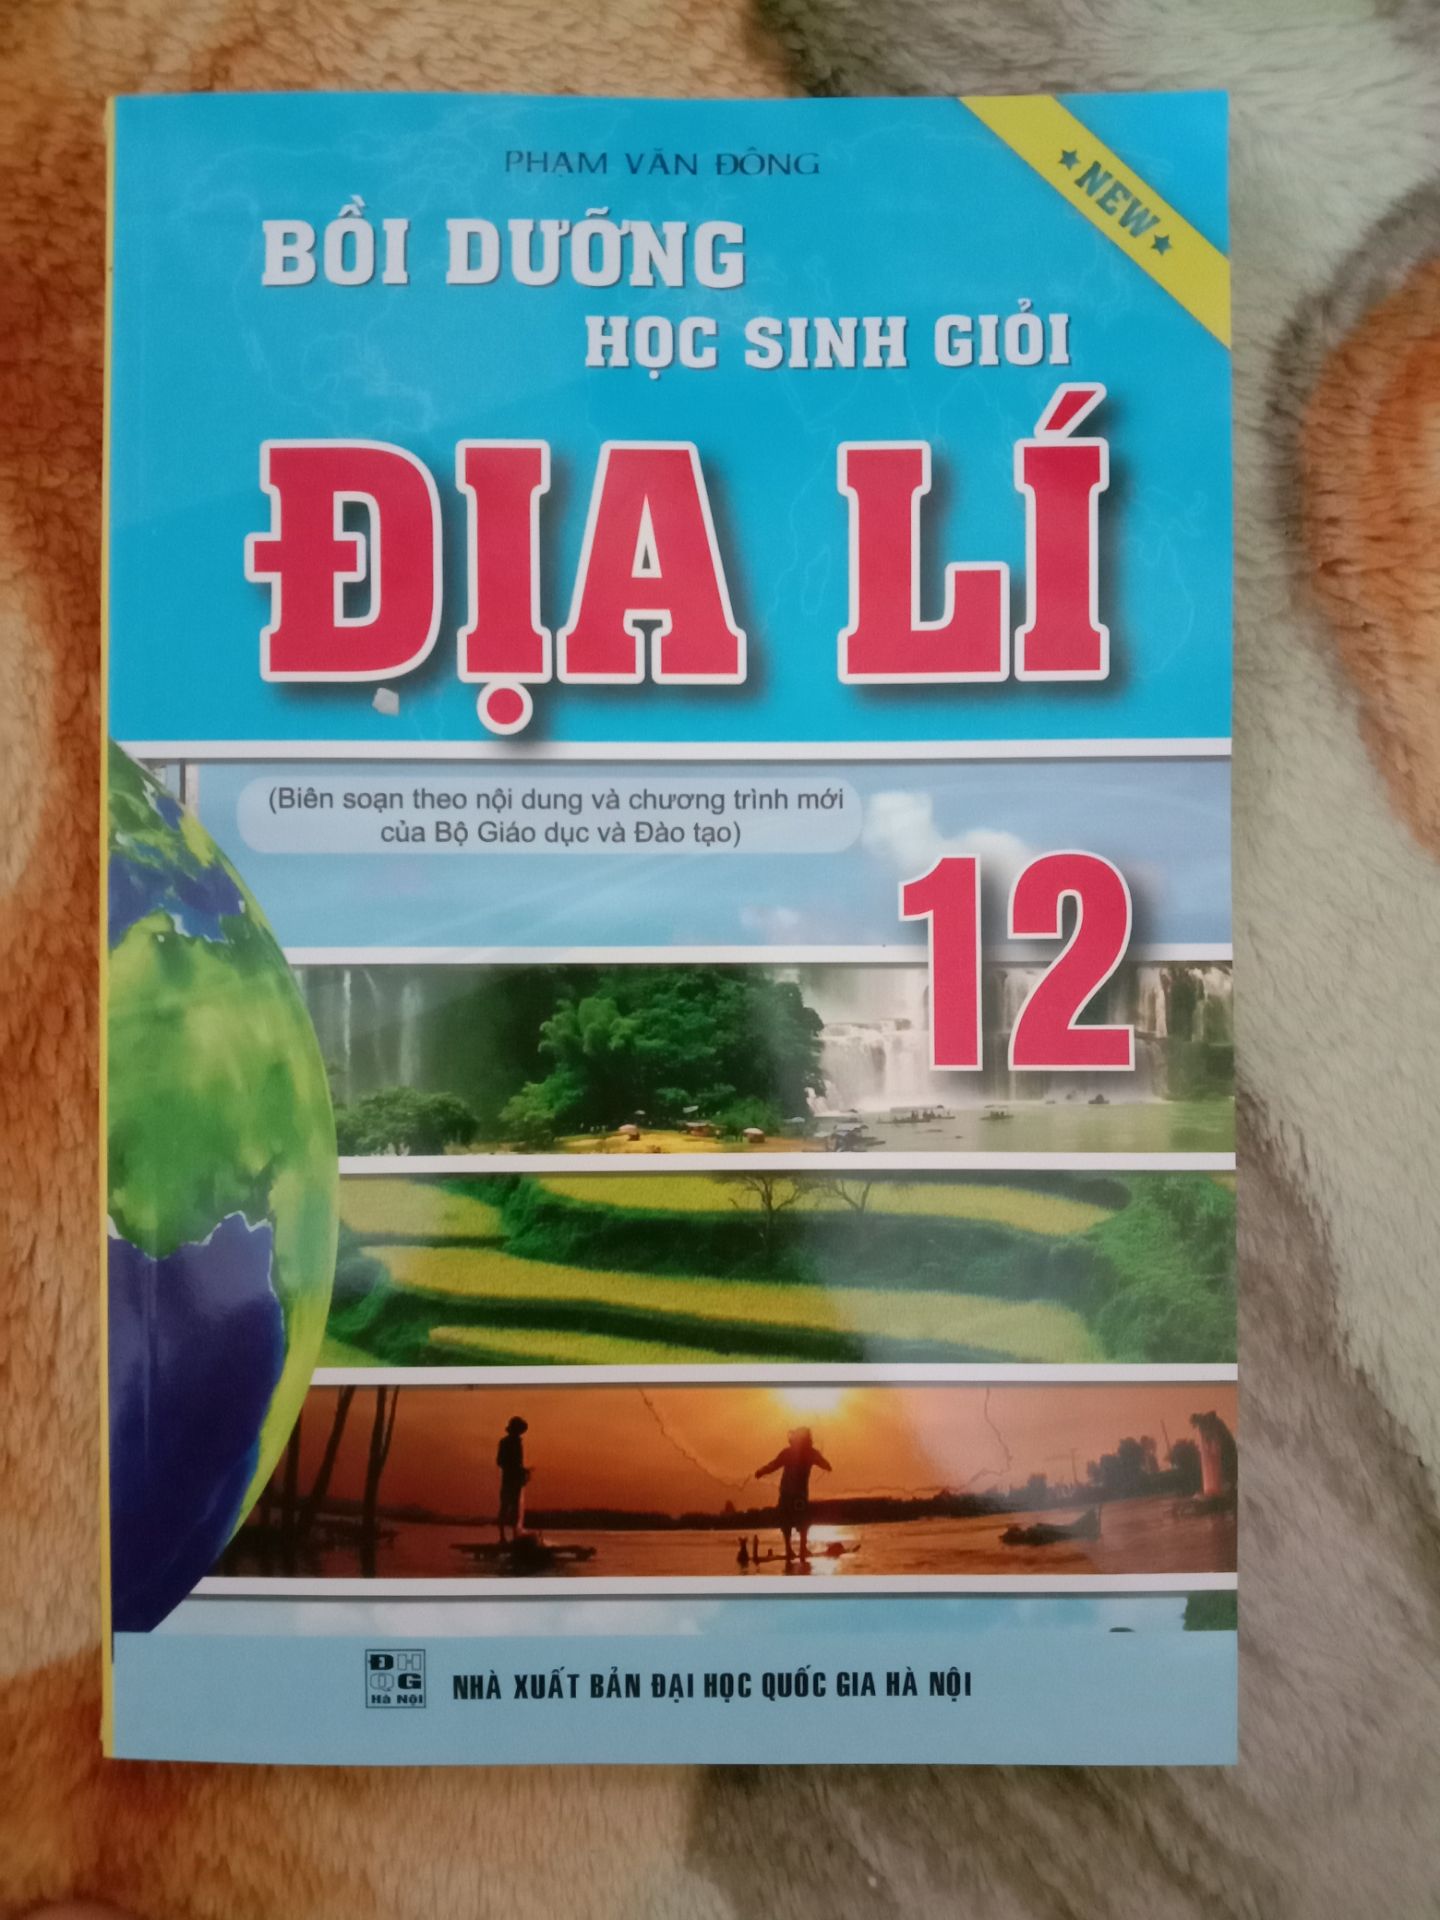 PHẠM VĂN ĐÔNG
★NEW★
BỒI DƯỠNG
HỌC SINH GIỎI
ĐỊA LÍ
(Biên soạn theo nội dung và chương trình mới
của Bộ Giáo dục và Đào tạo)
12
ĐH
QG
Hà Nội
NHÀ XUẤT BẢN ĐẠI HỌC QUỐC GIA HÀ NỘI